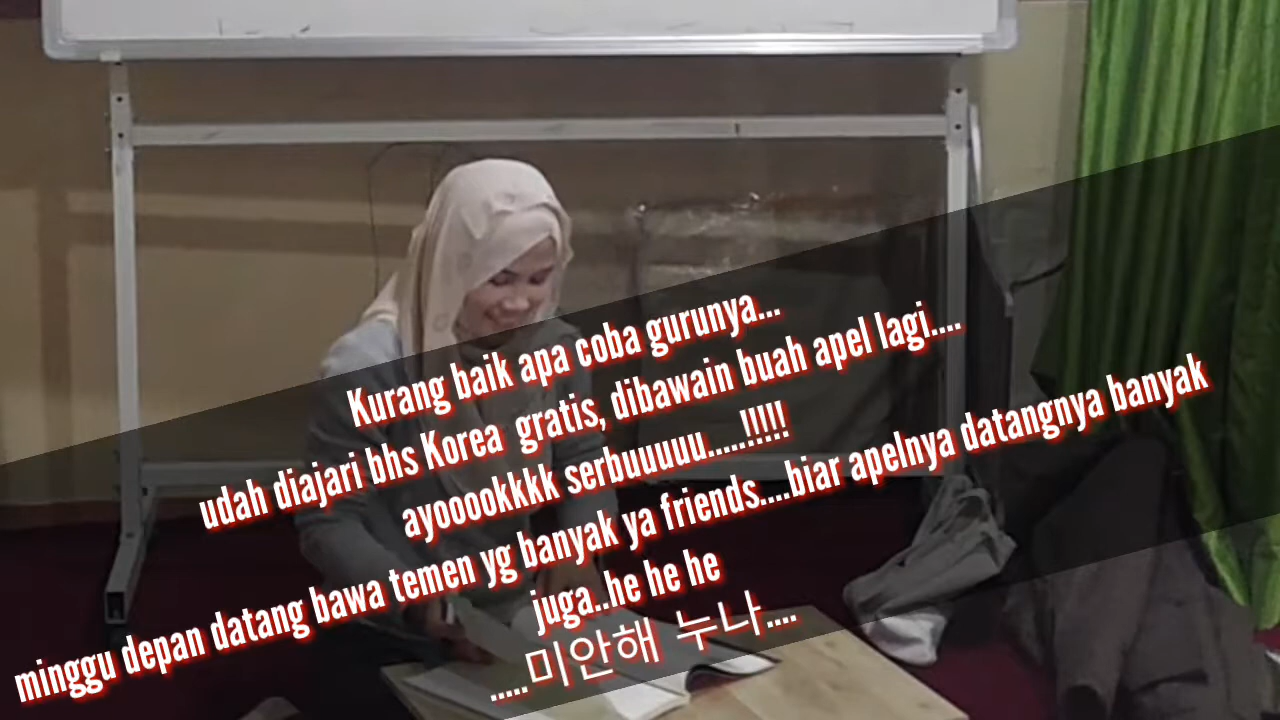 Kurang baik apa coba gurunya...
udah diajari bhs Korea gratis, dibawain buah apel lagi....
ayooookkkk serbuuuuu.....!!!!!
minggu depan datang bawa temen yg banyak ya friends....biar apelnya datangnya banyak
juga..he he he
.....미안해 누나....